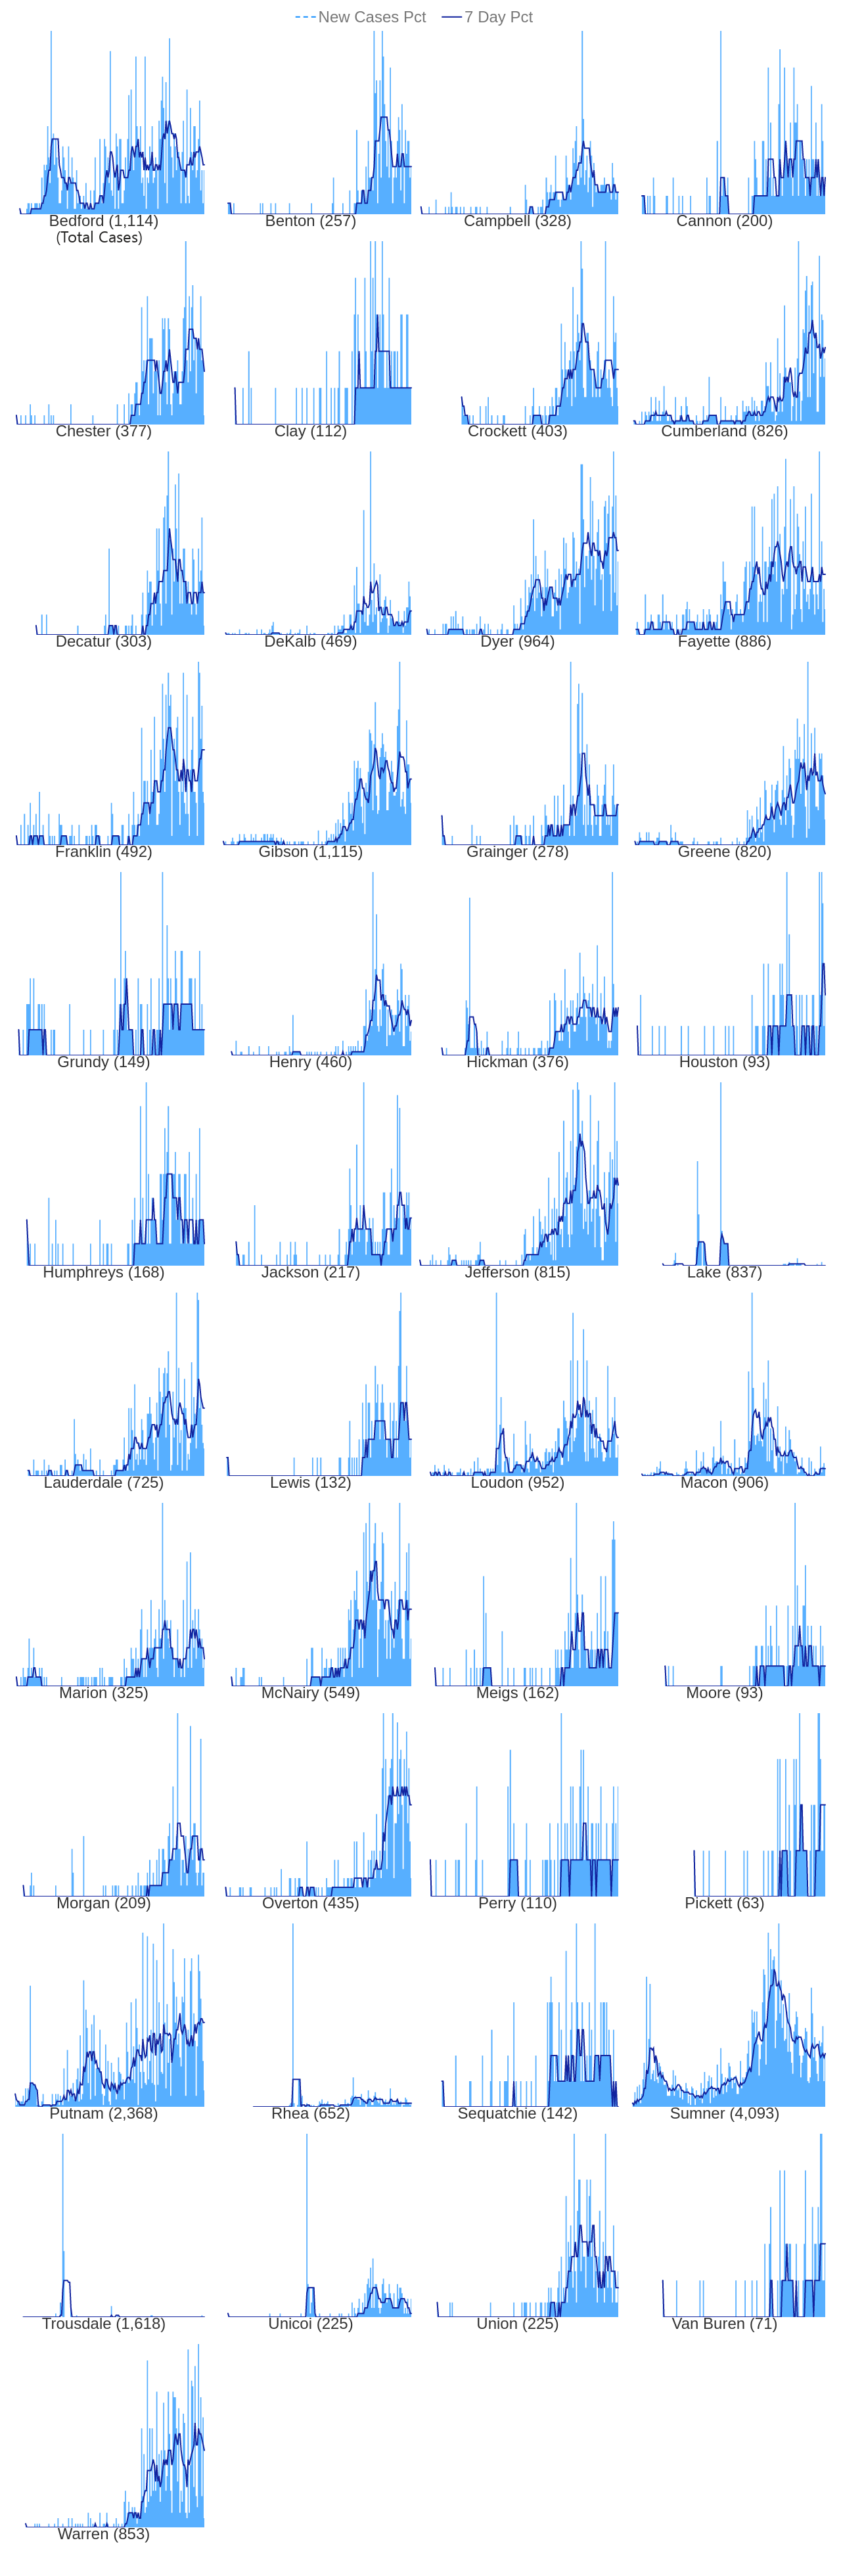 New Cases Pct 7 Day Pct
Bedford (1,114) Benton (257) Campbell (328) Cannon (200)
(Total Cases)
Chester (377) Clay (112) Crockett (403) Cumberland (826)
Decatur (303) DeKalb (469) Dyer (964) Fayette (886)
Franklin (492) Gibson (1,115) Grainger (278) Greene (820)
Grundy (149) Henry (460) Hickman (376) Houston (93)
Humphreys (168) Jackson (217) Jefferson (815) Lake (837)
Lauderdale (725) Lewis (132) Loudon (952) Macon (906)
Marion (325) McNairy (549) Meigs (162) Moore (93)
Morgan (209) Overton (435) Perry (110) Pickett (63)
Putnam (2,368) Rhea (652) Sequatchie (142) Sumner (4,093)
Trousdale (1,618) Unicoi (225) Union (225) Van Buren (71)
Warren (853)